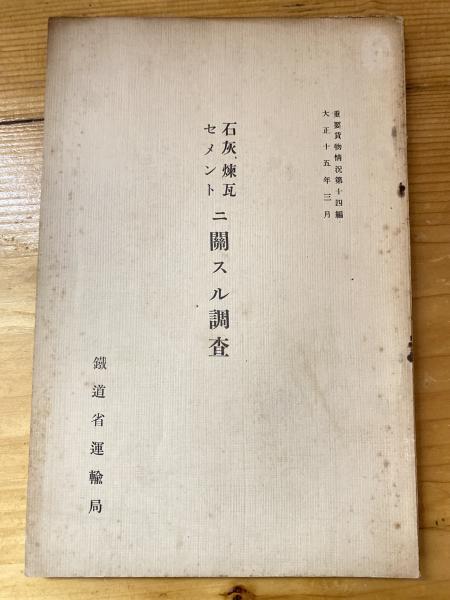 重要貨物情況第十四編
大正十五年三月
石灰、煉瓦
セメント
ニ關スル調査
鐵道省運輸局